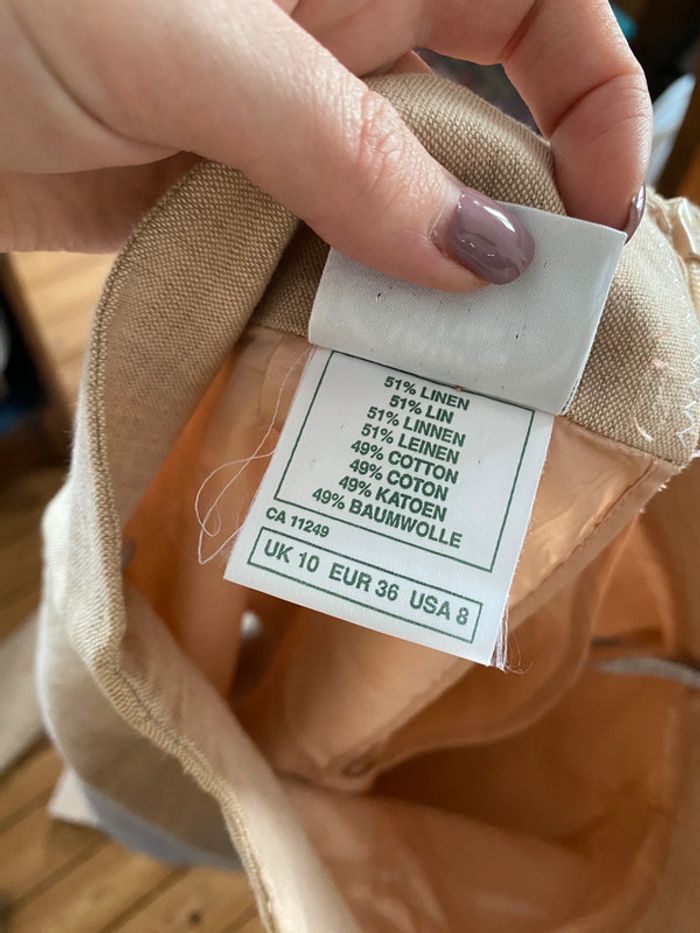 51% LINEN
51% LIN
51% LINNEN
51% LEINEN
49% COTTON
49% COTON
49% KATOEN
49% BAUMWOLLE
CA 11249
UK 10 EUR 36 USA 8